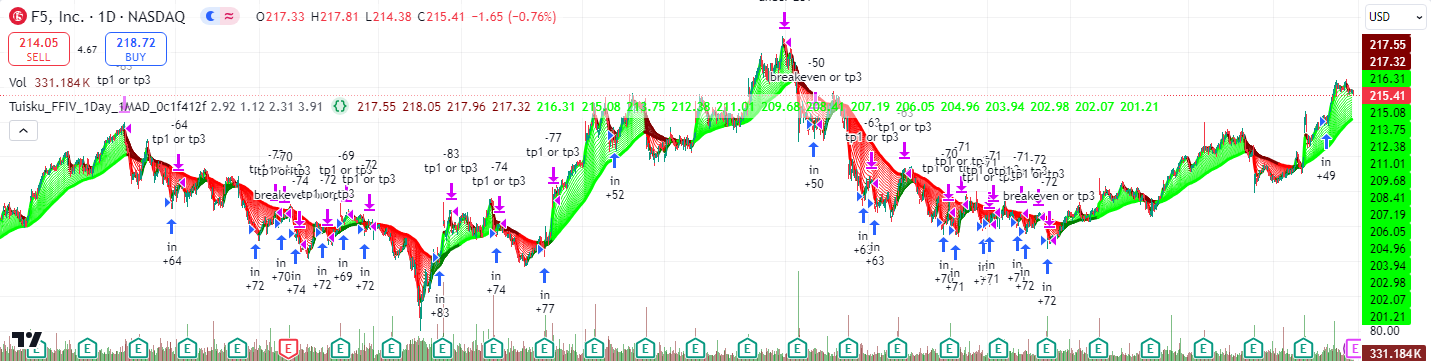 F5, Inc. · 1D · NASDAQ
O217.33 H217.81 L214.38 C215.41 −1.65 (−0.76%)
USD
214.05
SELL
4.67
218.72
BUY
Vol 331.184K
Tuisku_FFIV_1Day_1MAD_0c1f412f 2.92 1.12 2.31 3.91
217.55 218.05 217.96 217.32 216.31 215.08 213.75 212.38 211.01 209.68 208.41 207.19 206.05 204.96 203.94 202.98 202.07 201.21
tp1 or tp3
-64
tp1 or tp3
in
+64
in
+72
in
+70
in
+74
in
+72
-69
tp1 or tp3
in
+69
-72
tp1 or tp3
in
+72
-83
tp1 or tp3
in
+83
-74
tp1 or tp3
in
+74
-77
tp1 or tp3
in
+77
in
+52
-50
breakeven or tp3
in
+50
-63
tp1 or tp3
in
+63
-63
tp1 or tp3
-71
in
+71
-71
in
+71
-71
-72
-72
breakeven or tp3
in
+72
in
+72
in
+49
217.55
217.32
216.31
215.41
215.08
213.75
212.38
211.01
209.68
208.41
207.19
206.05
204.96
203.94
202.98
202.07
201.21
80.00
331.184K
E E E E E E E E E E E E E E E E E E E E E E E E E E